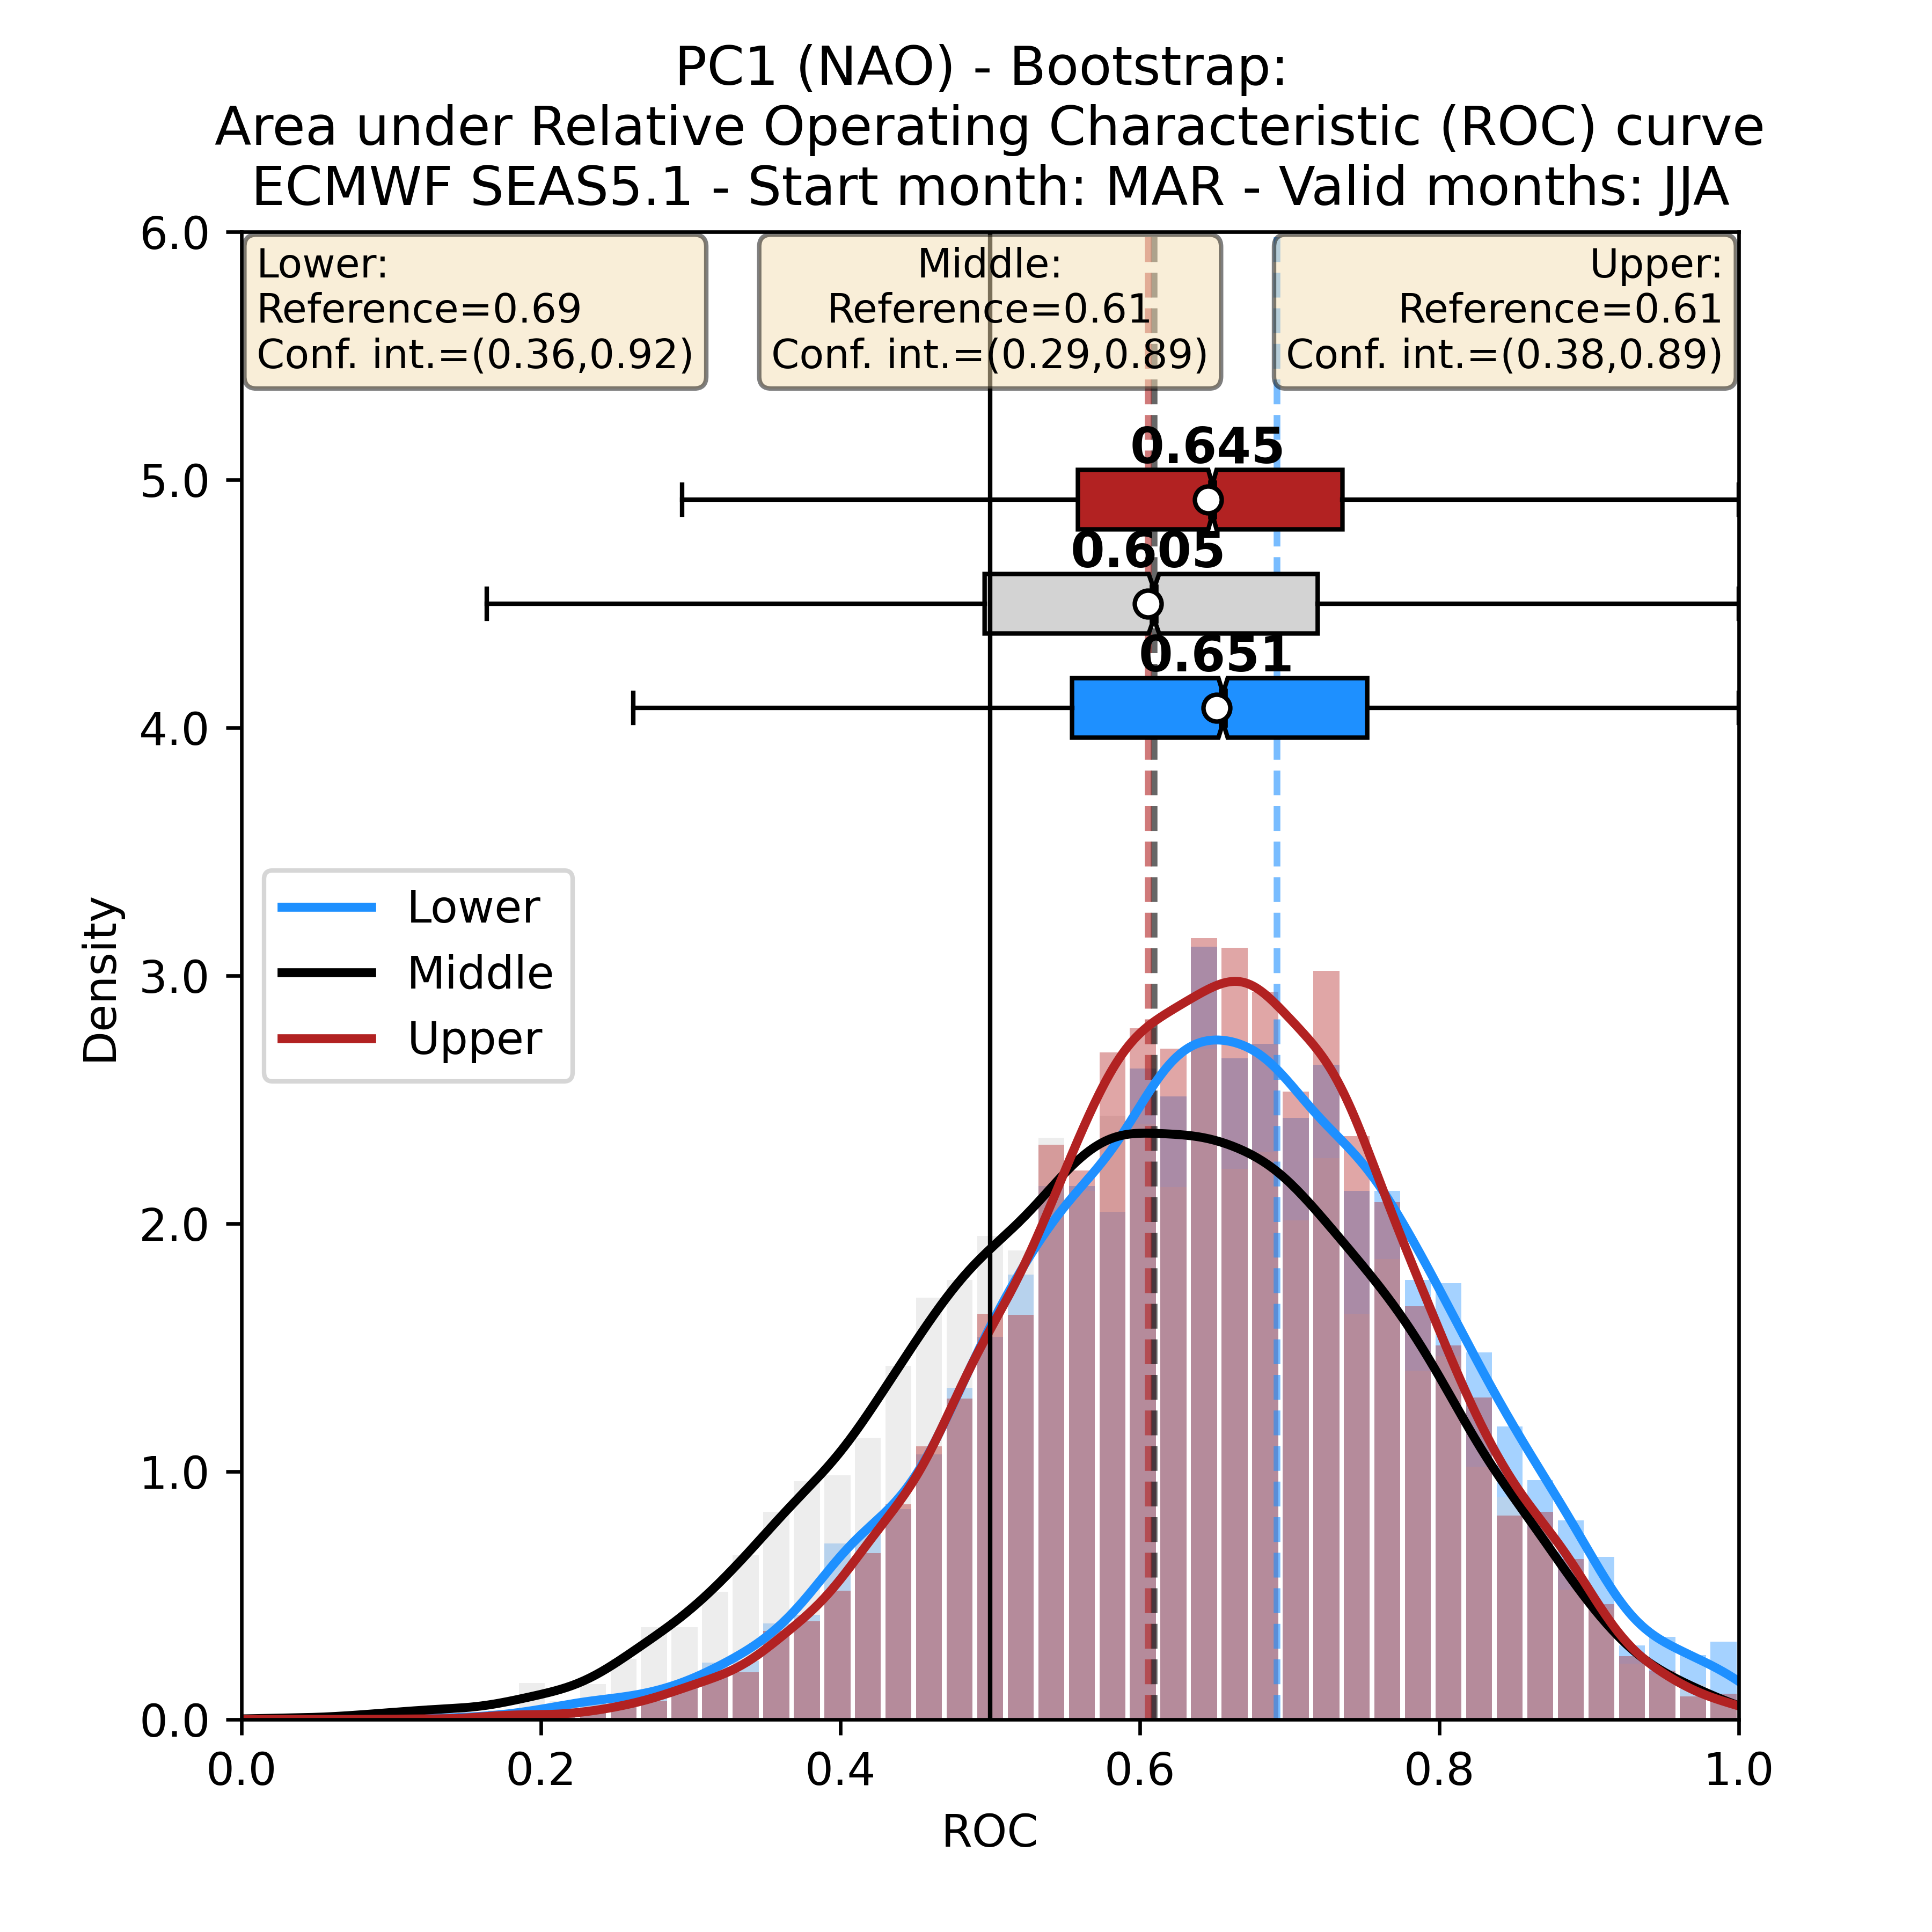 PC1 (NAO) - Bootstrap:
Area under Relative Operating Characteristic (ROC) curve
ECMWF SEAS5.1 - Start month: MAR - Valid months: JJA
Lower:
Reference=0.69
Conf. int.=(0.36,0.92)
Middle:
Reference=0.61
Conf. int.=(0.29,0.89)
Upper:
Reference=0.61
Conf. int.=(0.38,0.89)
0.645
0.605
0.651
Lower
Middle
Upper
Density
6.0
5.0
4.0
3.0
2.0
1.0
0.0
0.0 0.2 0.4 0.6 0.8 1.0
ROC